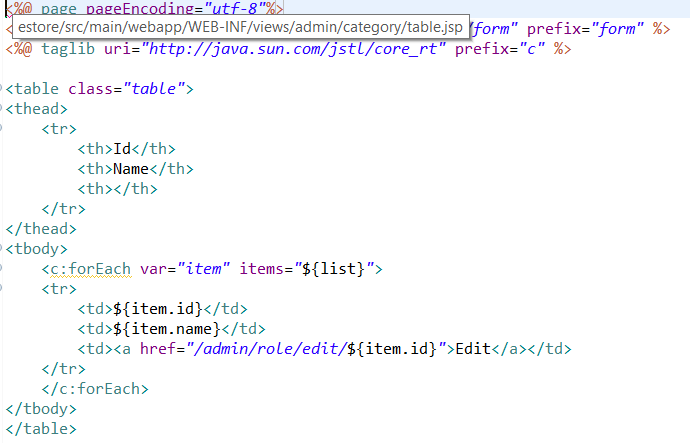 <%@ page pageEncoding="utf-8"%>
estore/src/main/webapp/WEB-INF/views/admin/category/table.jsp
/form" prefix="form" %>
<%@ taglib uri="http://java.sun.com/jstl/core_rt" prefix="c" %>
<table class="table">
<thead>
<tr>
<th>Id</th>
<th>Name</th>
<th></th>
</tr>
</thead>
<tbody>
<c:forEach var="item" items="${list}">
<tr>
<td>${item.id}</td>
<td>${item.name}</td>
<td><a href="/admin/role/edit/${item.id}">Edit</a></td>
</tr>
</c:forEach>
</tbody>
</table>